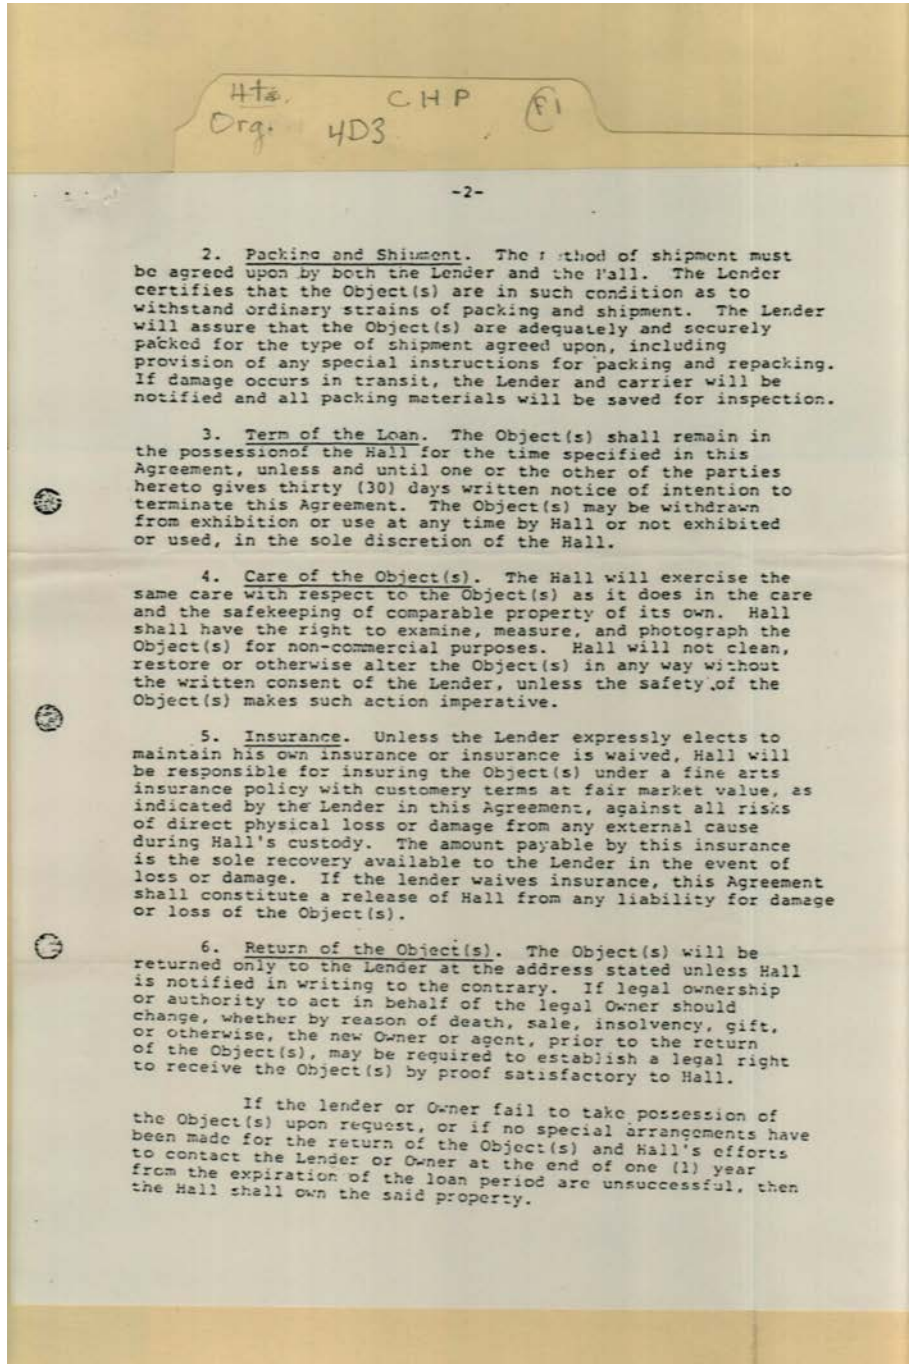 Hts. CHP F1
Org. 4D3
-2-
2. Packing and Shipment. The method of shipment must
be agreed upon by both the Lender and the Hall. The Lender
certifies that the Object(s) are in such condition as to
withstand ordinary strains of packing and shipment. The Lender
will assure that the Object(s) are adequately and securely
packed for the type of shipment agreed upon, including
provision of any special instructions for packing and repacking.
If damage occurs in transit, the Lender and carrier will be
notified and all packing materials will be saved for inspection.
3. Term of the Loan. The Object(s) shall remain in
the possessionof the Hall for the time specified in this
Agreement, unless and until one or the other of the parties
hereto gives thirty (30) days written notice of intention to
terminate this Agreement. The Object(s) may be withdrawn
from exhibition or use at any time by Hall or not exhibited
or used, in the sole discretion of the Hall.
4. Care of the Object(s). The Hall will exercise the
same care with respect to the Object(s) as it does in the care
and the safekeeping of comparable property of its own. Hall
shall have the right to examine, measure, and photograph the
Object(s) for non-commercial purposes. Hall will not clean,
restore or otherwise alter the Object(s) in any way without
the written consent of the Lender, unless the safety of the
Object(s) makes such action imperative.
5. Insurance. Unless the Lender expressly elects to
maintain his own insurance or insurance is waived, Hall will
be responsible for insuring the Object(s) under a fine arts
insurance policy with customery terms at fair market value, as
indicated by the Lender in this Agreement, against all risks
of direct physical loss or damage from any external cause
during Hall's custody. The amount payable by this insurance
is the sole recovery available to the Lender in the event of
loss or damage. If the lender waives insurance, this Agreement
shall constitute a release of Hall from any liability for damage
or loss of the Object(s).
6. Return of the Object(s). The Object(s) will be
returned only to the Lender at the address stated unless Hall
is notified in writing to the contrary. If legal ownership
or authority to act in behalf of the legal Owner should
change, whether by reason of death, sale, insolvency, gift,
or otherwise, the new Owner or agent, prior to the return
of the Object(s), may be required to establish a legal right
to receive the Object(s) by proof satisfactory to Hall.
If the lender or Owner fail to take possession of
the Object(s) upon request, or if no special arrangements have
been made for the return of the Object(s) and Hall's efforts
to contact the Lender or Owner at the end of one (1) year
from the expiration of the loan period are unsuccessful, then
the Hall shall own the said property.